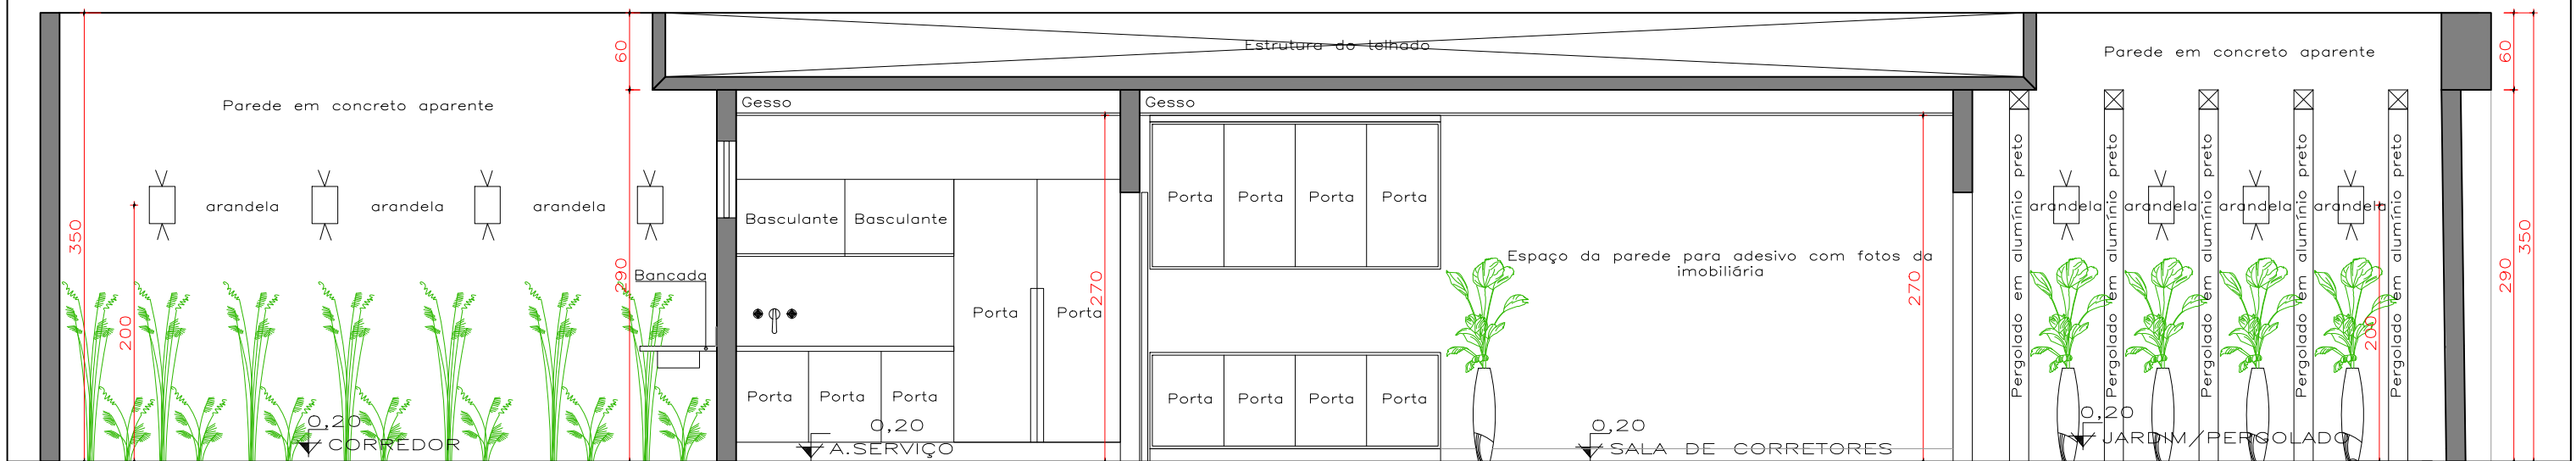 Estrutura do telhado
60
Parede em concreto aparente
60
Parede em concreto aparente
Gesso
Gesso
350
200
arandela
arandela
arandela
290
Bancada
Basculante
Basculante
Porta
Porta
Porta
Porta
Porta
270
Porta
Porta
Porta
Porta
Porta
Porta
Porta
Porta
Espaço da parede para adesivo com fotos da
imobiliária
270
Pergolado em alumínio preto
Pergolado em alumínio preto
Pergolado em alumínio preto
Pergolado em alumínio preto
Pergolado em alumínio preto
arandela
arandela
arandela
arandela
200
290
350
0,20
CORREDOR
0,20
A.SERVIÇO
0,20
SALA DE CORRETORES
0,20
JARDIM/PERGOLADO